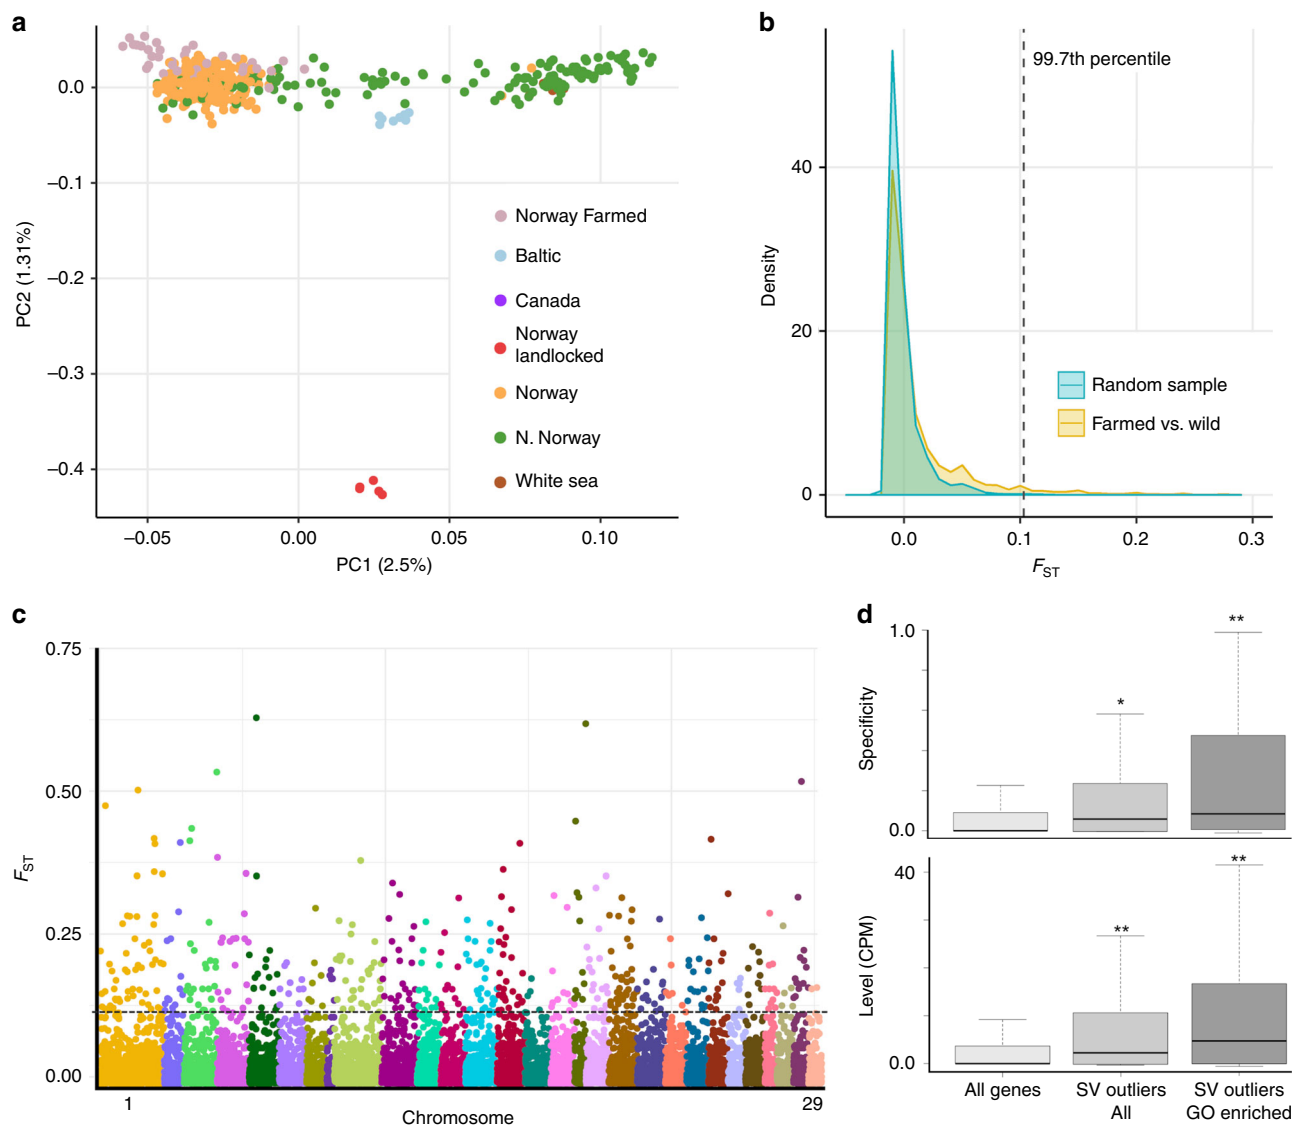 a
0.0
−0.1
−0.2
−0.3
−0.4
PC2 (1.31%)
−0.05
0.00
0.05
0.10
PC1 (2.5%)
Norway Farmed
Baltic
Canada
Norway
landlocked
Norway
N. Norway
White sea
b
99.7th percentile
40
20
0
Density
0.0
0.1
0.2
0.3
FST
Random sample
Farmed vs. wild
c
0.75
0.50
0.25
0.00
FST
1
29
Chromosome
d
1.0
0.0
Specificity
*
**
40
0.0
Level (CPM)
**
**
All genes
SV outliers
All
SV outliers
GO enriched